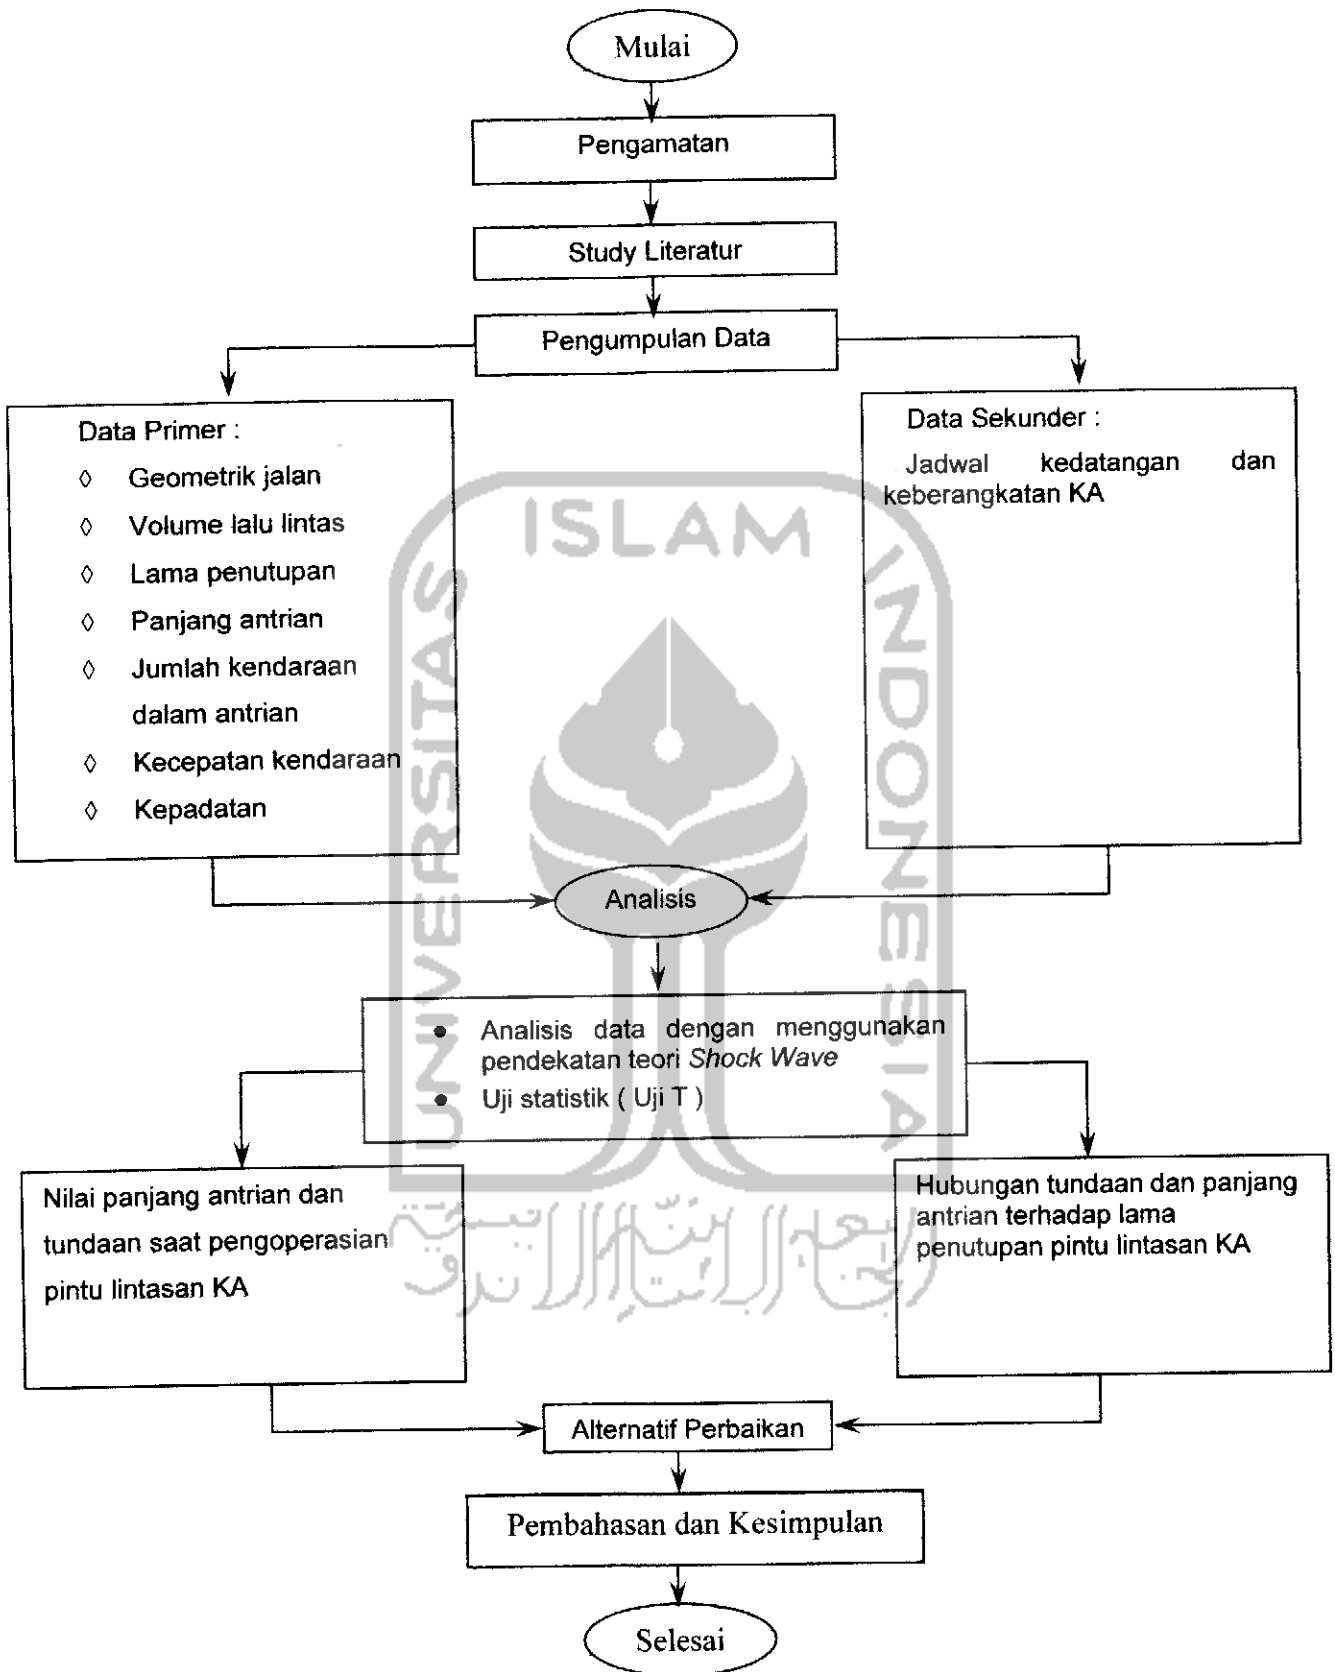 Mulai
Pengamatan
Study Literatur
Pengumpulan Data
Data Primer :
◊ Geometrik jalan
◊ Volume lalu lintas
◊ Lama penutupan
◊ Panjang antrian
◊ Jumlah kendaraan
dalam antrian
◊ Kecepatan kendaraan
◊ Kepadatan
Data Sekunder :
Jadwal kedatangan dan
keberangkatan KA
UNIVERSITAS
ISLAM
INDONESIA
Analisis
• Analisis data dengan menggunakan
pendekatan teori Shock Wave
• Uji statistik ( Uji T )
Nilai panjang antrian dan
tundaan saat pengoperasian
pintu lintasan KA
Hubungan tundaan dan panjang
antrian terhadap lama
penutupan pintu lintasan KA
Alternatif Perbaikan
Pembahasan dan Kesimpulan
Selesai